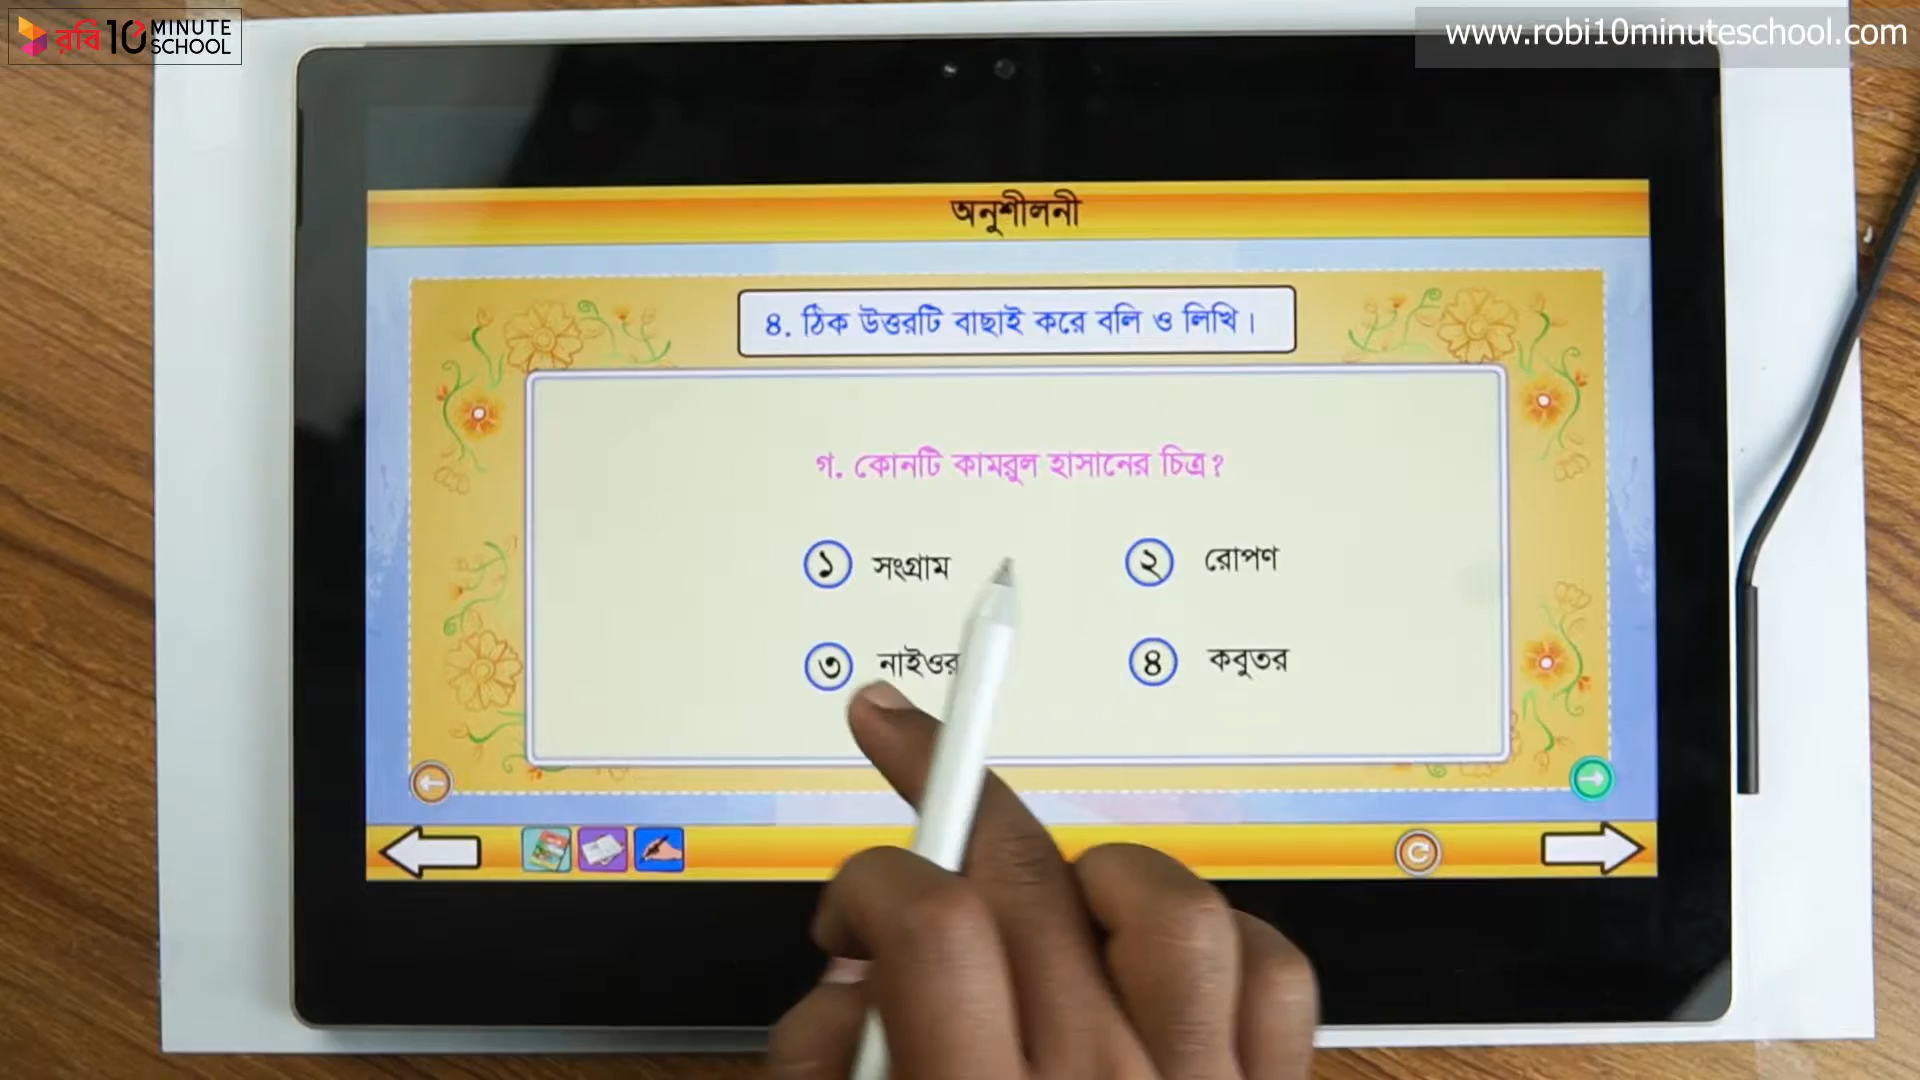 রবি 10 MINUTE SCHOOL
www.robi10minuteschool.com
অনুশীলনী
৪. ঠিক উত্তরটি বাছাই করে বলি ও লিখি।
গ. কোনটি কামরুল হাসানের চিত্র?
১ সংগ্রাম
২ রোপণ
৩ নাইওর
৪ কবুতর